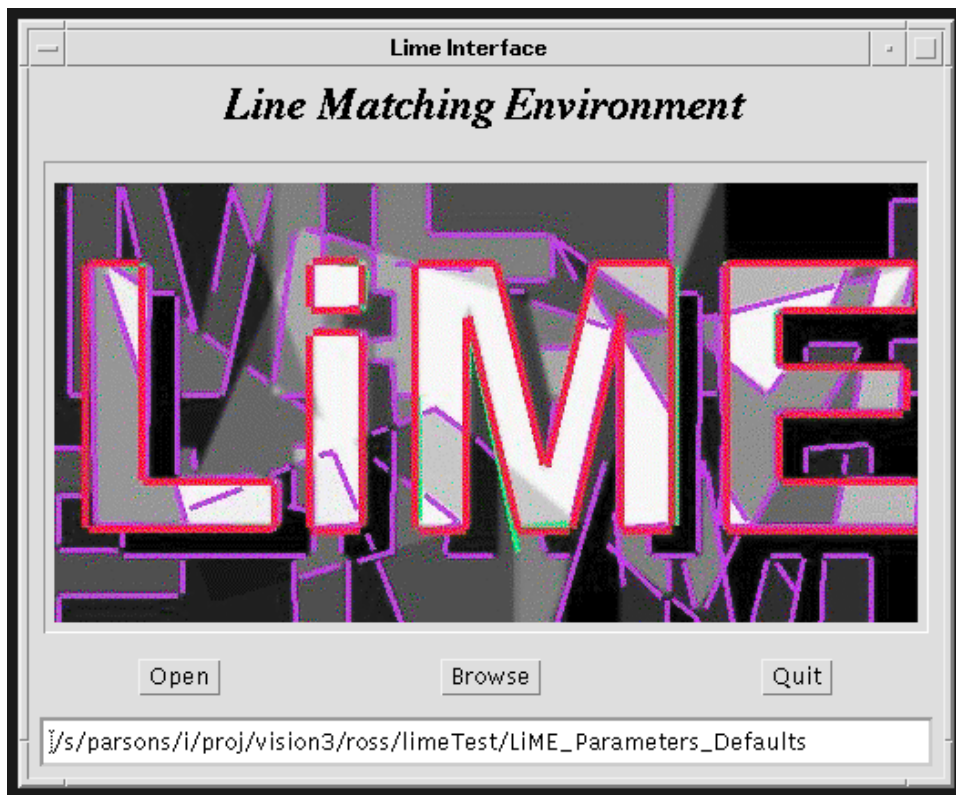 Lime Interface
Line Matching Environment
LiME
Open Browse Quit
/s/parsons/i/proj/vision3/ross/limeTest/LiME_Parameters_Defaults